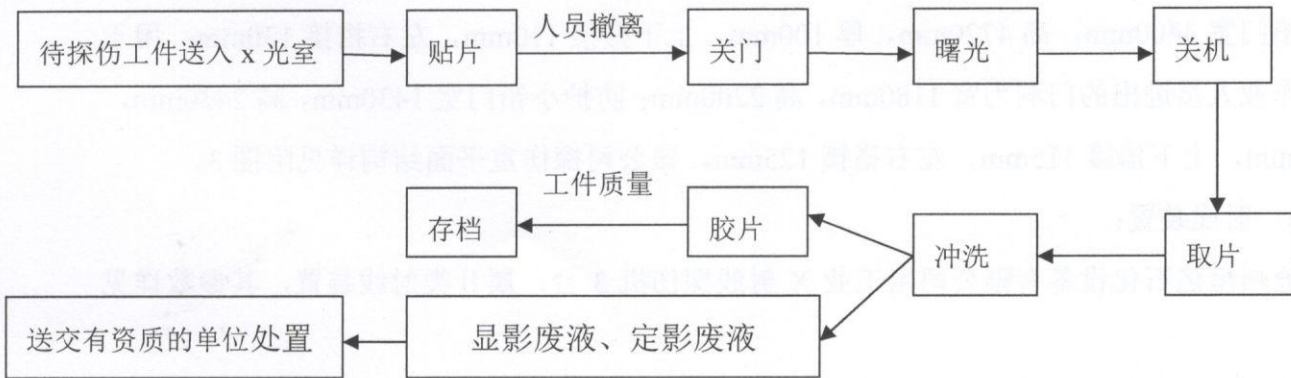 人员撤离
待探伤工件送入 x 光室
贴片
关门
曙光
关机
工件质量
存档
胶片
冲洗
取片
送交有资质的单位处置
显影废液、定影废液